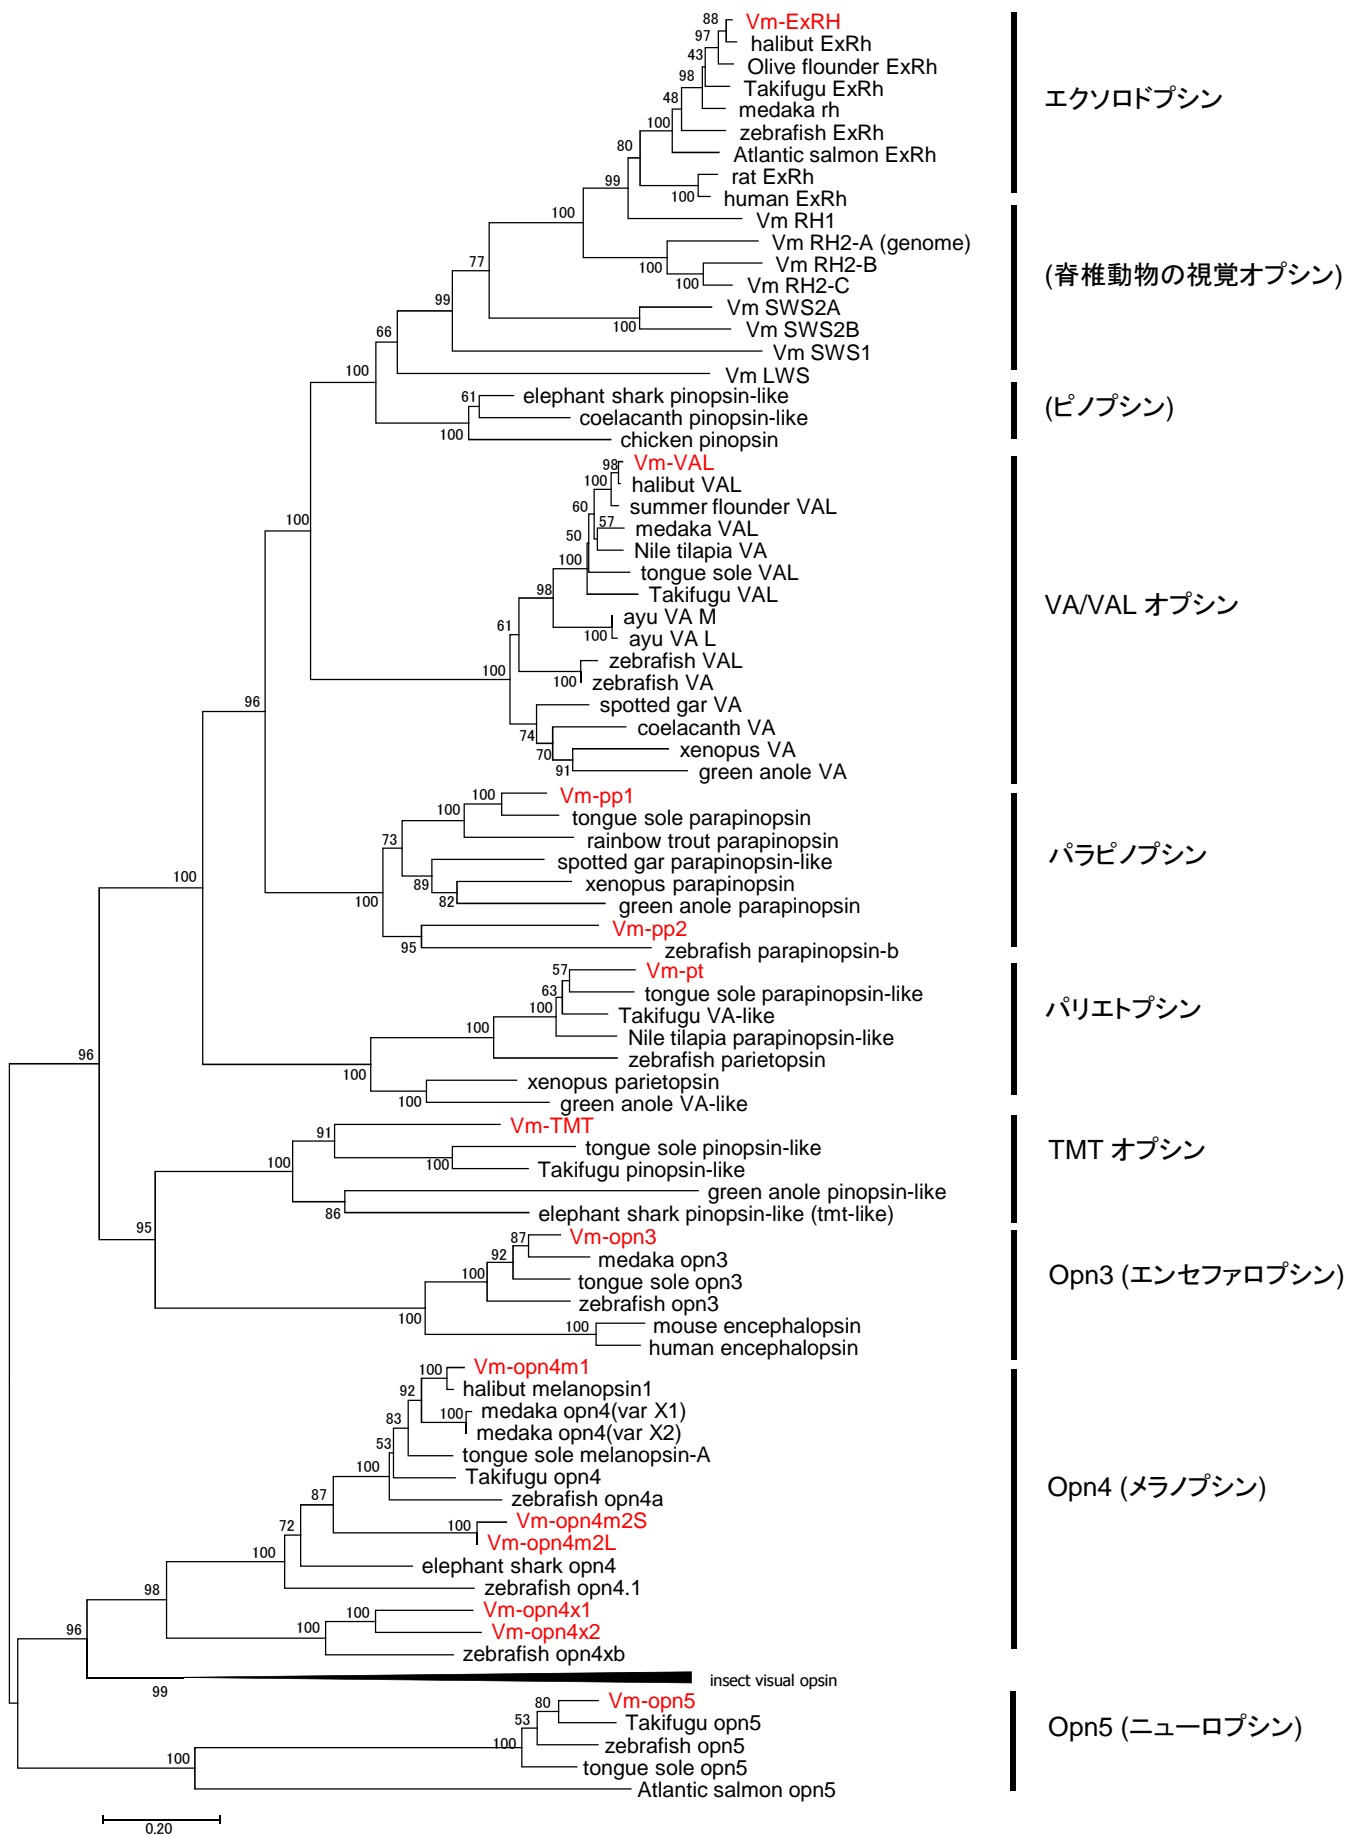 88
Vm-ExRH
97
halibut ExRh
43
Olive flounder ExRh
98
Takifugu ExRh
48
medaka rh
100
zebrafish ExRh
80
Atlantic salmon ExRh
99
rat ExRh
100
human ExRh
エクソロドプシン
100
Vm RH1
Vm RH2-A (genome)
100
Vm RH2-B
100
Vm RH2-C
77
Vm SWS2A
99
100
Vm SWS2B
66
Vm SWS1
100
Vm LWS
(脊椎動物の視覚オプシン)
61
elephant shark pinopsin-like
coelacanth pinopsin-like
100
chicken pinopsin
(ピノプシン)
98
Vm-VAL
100
halibut VAL
60
summer flounder VAL
57
medaka VAL
50
Nile tilapia VA
100
tongue sole VAL
98
Takifugu VAL
ayu VA M
100
ayu VA L
61
zebrafish VAL
100
100
zebrafish VA
spotted gar VA
74
coelacanth VA
70
xenopus VA
91
green anole VA
VA/VAL オプシン
100
96
100
Vm-pp1
100
tongue sole parapinopsin
73
rainbow trout parapinopsin
spotted gar parapinopsin-like
89
xenopus parapinopsin
100
82
green anole parapinopsin
Vm-pp2
95
zebrafish parapinopsin-b
パラピノプシン
100
57
Vm-pt
63
tongue sole parapinopsin-like
100
Takifugu VA-like
100
Nile tilapia parapinopsin-like
zebrafish parietopsin
100
xenopus parietopsin
100
green anole VA-like
パリエトプシン
96
91
Vm-TMT
tongue sole pinopsin-like
100
100
Takifugu pinopsin-like
green anole pinopsin-like
86
elephant shark pinopsin-like (tmt-like)
TMT オプシン
95
87
Vm-opn3
92
medaka opn3
100
tongue sole opn3
zebrafish opn3
100
100
mouse encephalopsin
human encephalopsin
Opn3 (エンセファロプシン)
100
Vm-opn4m1
92
halibut melanopsin1
83
100
medaka opn4(var X1)
medaka opn4(var X2)
53
tongue sole melanopsin-A
100
Takifugu opn4
87
zebrafish opn4a
100
Vm-opn4m2S
72
Vm-opn4m2L
100
elephant shark opn4
98
zebrafish opn4.1
100
Vm-opn4x1
100
Vm-opn4x2
96
zebrafish opn4xb
Opn4 (メラノプシン)
99
insect visual opsin
80
Vm-opn5
53
Takifugu opn5
100
zebrafish opn5
100
tongue sole opn5
Atlantic salmon opn5
Opn5 (ニューロプシン)
0.20